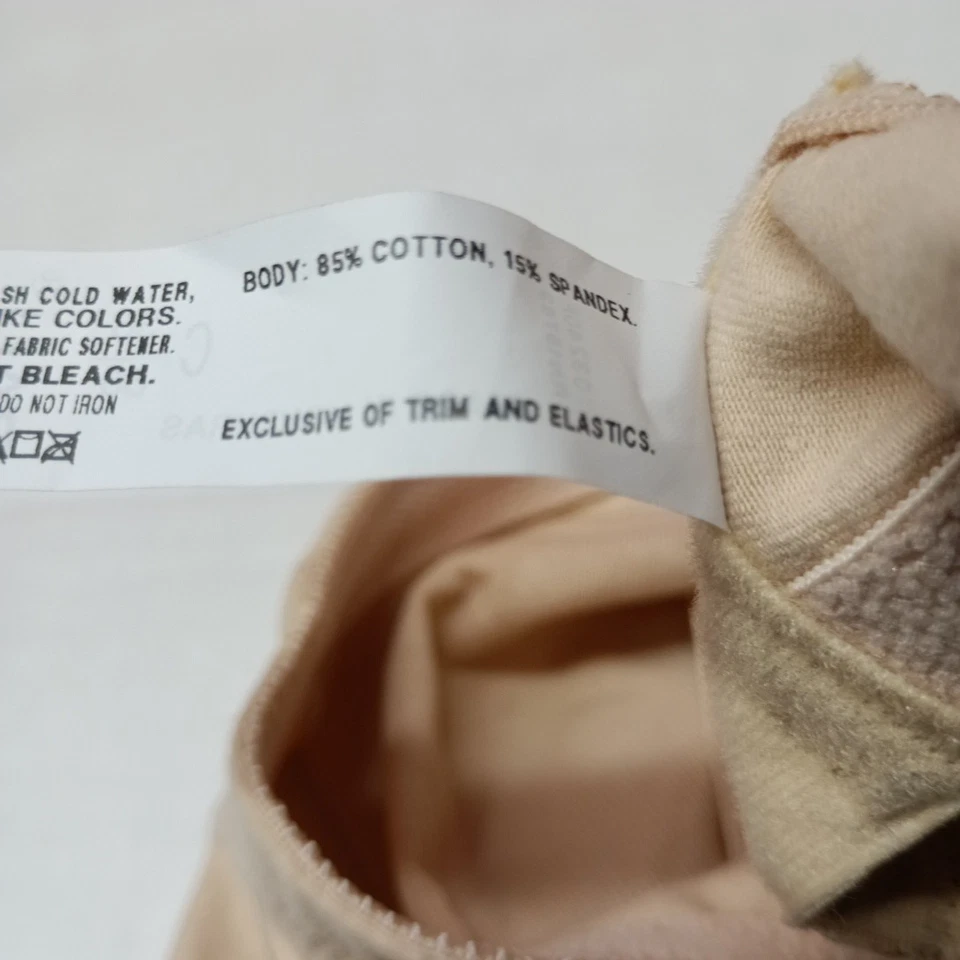 SH COLD WATER,
IKE COLORS.
FABRIC SOFTENER.
T BLEACH.
DO NOT IRON
BODY: 85% COTTON, 15% SPANDEX.
EXCLUSIVE OF TRIM AND ELASTICS.